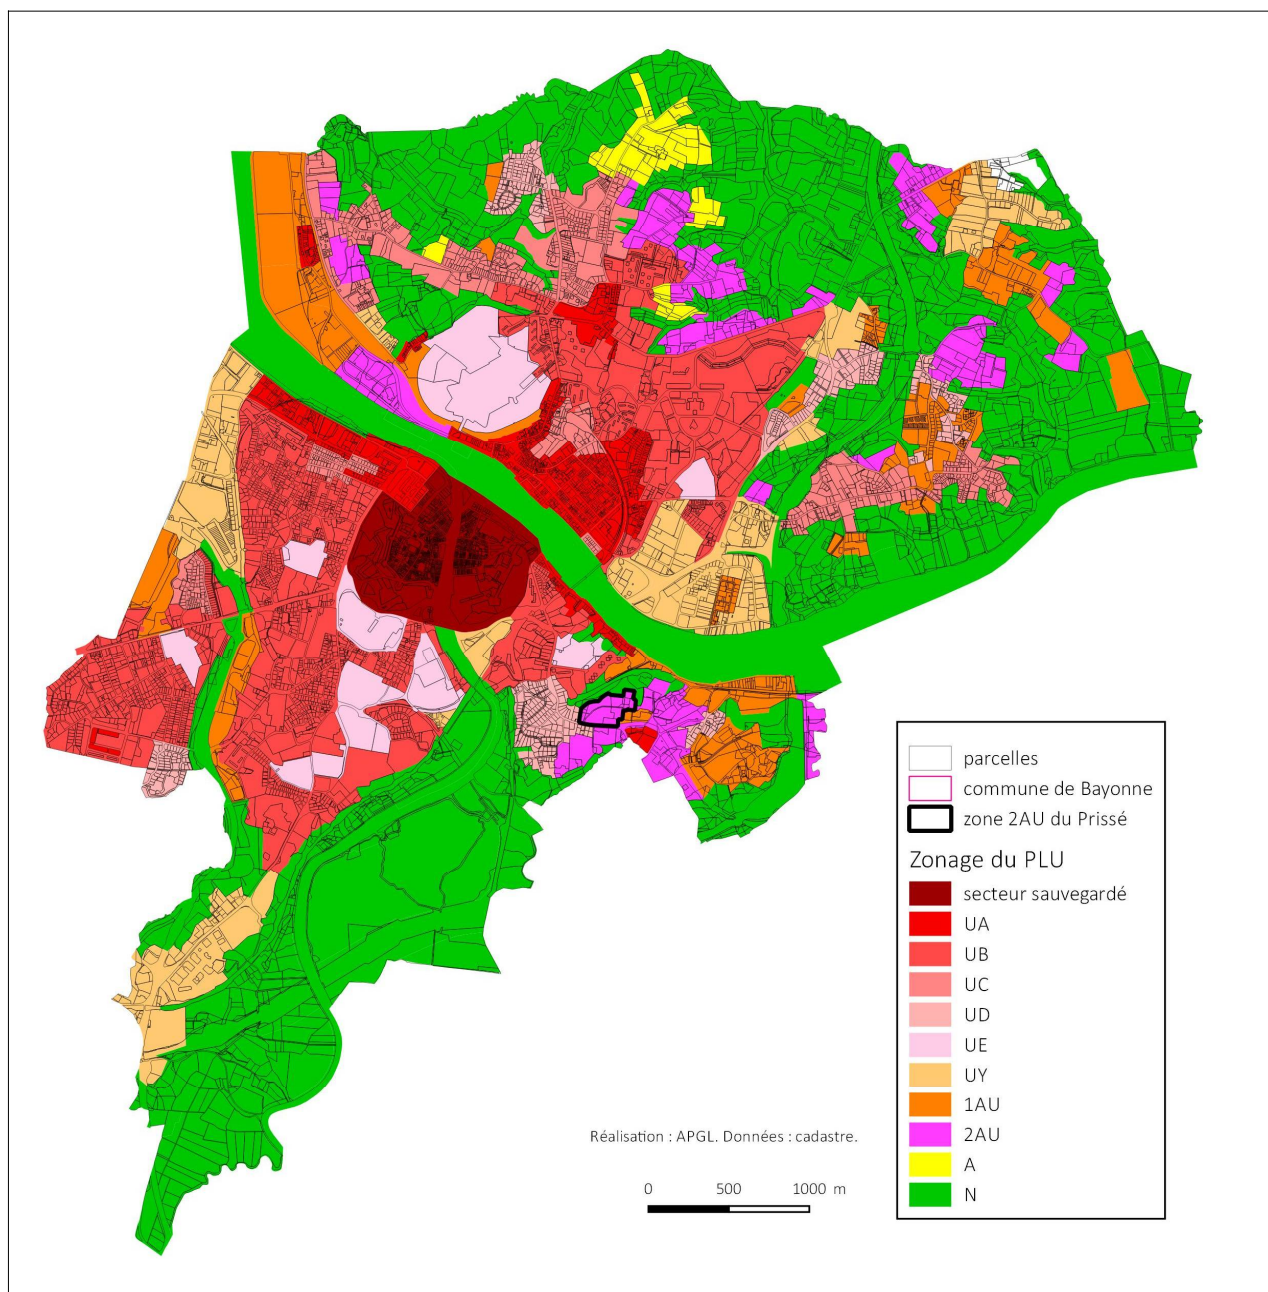 parcelles
commune de Bayonne
zone 2AU du Prissé
Zonage du PLU
secteur sauvegardé
UA
UB
UC
UD
UE
UY
1AU
2AU
A
N
Réalisation : APGL. Données : cadastre.
0 500 1000 m